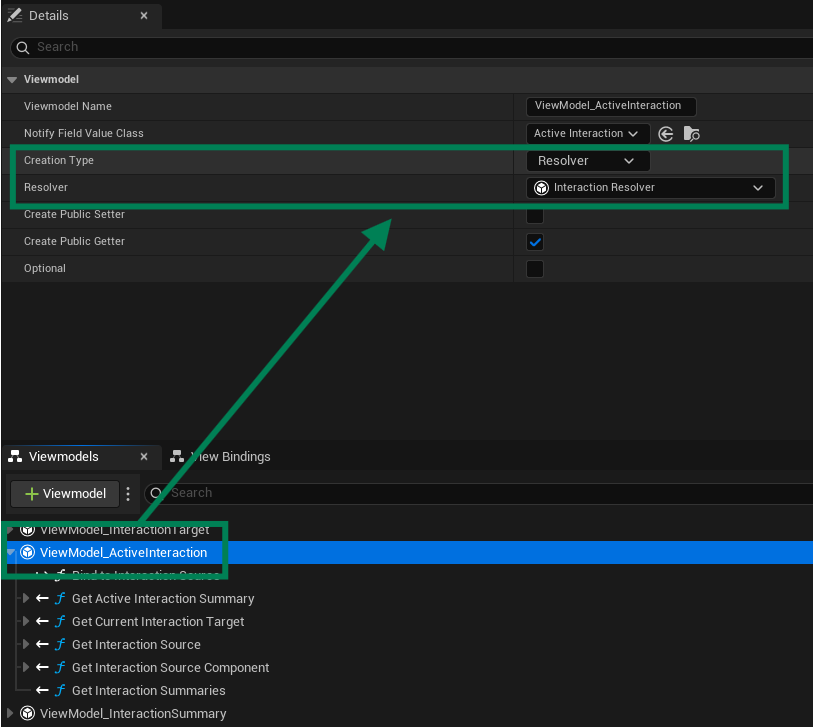 Details
Search
Viewmodel
Viewmodel Name ViewModel_ActiveInteraction
Notify Field Value Class Active Interaction
Creation Type Resolver
Resolver Interaction Resolver
Create Public Setter
Create Public Getter
Optional
Viewmodels View Bindings
Viewmodel Search
ViewModel_InteractionTarget
ViewModel_ActiveInteraction
Bind to Interaction Source
Get Active Interaction Summary
Get Current Interaction Target
Get Interaction Source
Get Interaction Source Component
Get Interaction Summaries
ViewModel_InteractionSummary